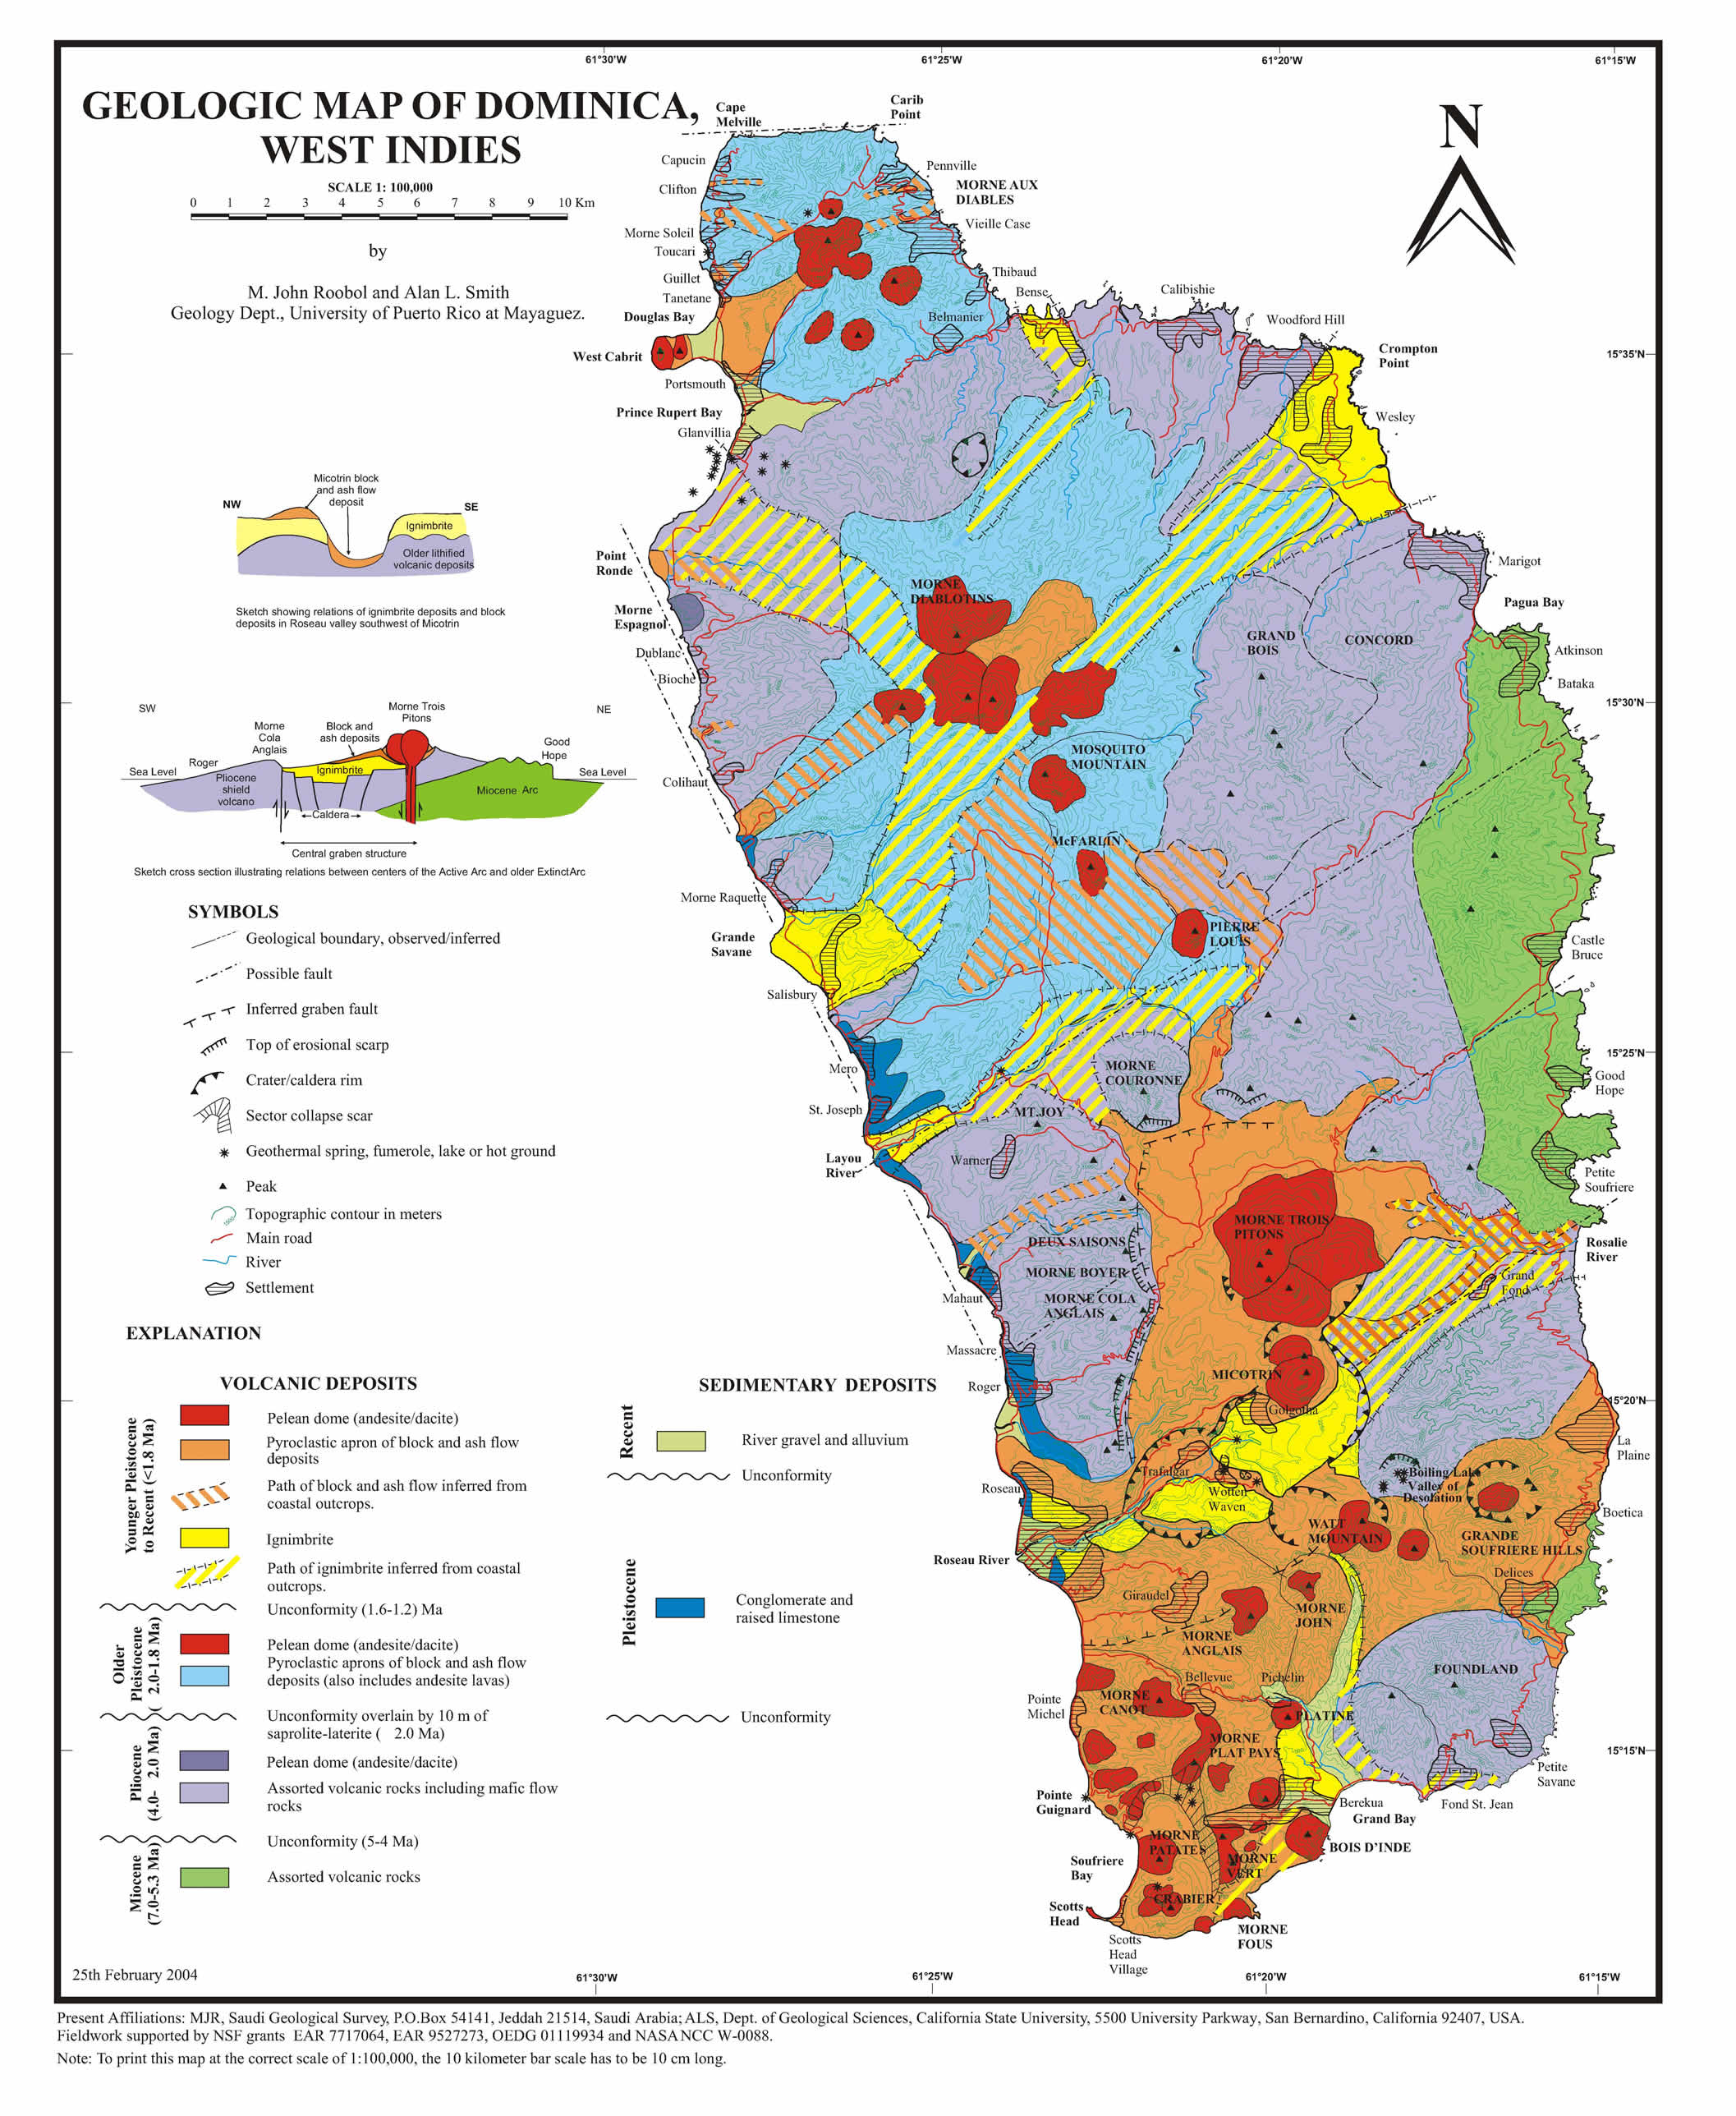 61°30'W
61°25'W
61°20'W
61°15'W
GEOLOGIC MAP OF DOMINICA,
WEST INDIES
SCALE 1: 100,000
0 1 2 3 4 5 6 7 8 9 10 Km
by
M. John Roobol and Alan L. Smith
Geology Dept., University of Puerto Rico at Mayaguez.
N
Cape
Melville
Carib
Point
Capucin
Pennville
Clifton
MORNE AUX
DIABLES
Morne Soleil
Vieille Case
Toucari
Guillet
Thibaud
Tanetane
Bense
Calibishie
Douglas Bay
Belmanier
Woodford Hill
West Cabrit
Crompton
Point
15°35'N
Portsmouth
Prince Rupert Bay
Wesley
Glanvillia
Point
Ronde
Marigot
MORNE
DIABLOTINS
Pagua Bay
Morne
Espagnol
GRAND
BOIS
CONCORD
Dublanc
Atkinson
Bioche
Bataka
15°30'N
MOSQUITO
MOUNTAIN
Colihaut
McFARLIN
Morne Raquette
PIERRE
LOUIS
Grande
Savane
Castle
Bruce
Salisbury
15°25'N
Mero
MORNE
COURONNE
Good
Hope
St. Joseph
MT.JOY
Layou
River
Warner
Petite
Soufriere
MORNE TROIS
PITONS
DEUX SAISONS
Rosalie
River
MORNE BOYER
Grand
Fond
Mahaut
MORNE COLA
ANGLAIS
Massacre
MICOTRIN
Roger
Golgotha
15°20'N
La
Plaine
Trafalgar
Boiling Lake
Valley of
Desolation
Roseau
Wotten
Waven
Boetica
WATT
MOUNTAIN
GRANDE
SOUFRIERE HILLS
Roseau River
Delices
Giraudel
MORNE
JOHN
MORNE
ANGLAIS
FOUNDLAND
Bellevue
Pichelin
Pointe
Michel
MORNE
CANOT
PLATINE
MORNE
PLAT PAYS
15°15'N
Petite
Savane
Pointe
Guignard
Berekua
Fond St. Jean
Grand Bay
MORNE
PATATES
BOIS D'INDE
Soufriere
Bay
MORNE
VERT
CRABIER
Scotts
Head
MORNE
FOUS
Scotts
Head
Village
NW
Micotrin block
and ash flow
deposit
SE
Ignimbrite
Older lithified
volcanic deposits
Sketch showing relations of ignimbrite deposits and block
deposits in Roseau valley southwest of Micotrin
SW
NE
Morne Trois
Pitons
Morne
Cola
Anglais
Block and
ash deposits
Good
Hope
Roger
Sea Level
Ignimbrite
Sea Level
Pliocene
shield
volcano
Miocene Arc
Caldera
Central graben structure
Sketch cross section illustrating relations between centers of the Active Arc and older ExtinctArc
SYMBOLS
Geological boundary, observed/inferred
Possible fault
Inferred graben fault
Top of erosional scarp
Crater/caldera rim
Sector collapse scar
Geothermal spring, fumerole, lake or hot ground
Peak
Topographic contour in meters
Main road
River
Settlement
EXPLANATION
VOLCANIC DEPOSITS
Younger Pleistocene
to Recent (<1.8 Ma)
Pelean dome (andesite/dacite)
Pyroclastic apron of block and ash flow
deposits
Path of block and ash flow inferred from
coastal outcrops.
Ignimbrite
Path of ignimbrite inferred from coastal
outcrops.
Unconformity (1.6-1.2) Ma
Older
Pleistocene
( 2.0-1.8 Ma)
Pelean dome (andesite/dacite)
Pyroclastic aprons of block and ash flow
deposits (also includes andesite lavas)
Unconformity overlain by 10 m of
saprolite-laterite ( 2.0 Ma)
Pliocene
(4.0- 2.0 Ma)
Pelean dome (andesite/dacite)
Assorted volcanic rocks including mafic flow
rocks
Unconformity (5-4 Ma)
Miocene
(7.0-5.3 Ma)
Assorted volcanic rocks
SEDIMENTARY DEPOSITS
Recent
River gravel and alluvium
Unconformity
Pleistocene
Conglomerate and
raised limestone
Unconformity
25th February 2004
61°30'W
61°25'W
61°20'W
61°15'W
Present Affiliations: MJR, Saudi Geological Survey, P.O.Box 54141, Jeddah 21514, Saudi Arabia; ALS, Dept. of Geological Sciences, California State University, 5500 University Parkway, San Bernardino, California 92407, USA.
Fieldwork supported by NSF grants EAR 7717064, EAR 9527273, OEDG 01119934 and NASA NCC W-0088.
Note: To print this map at the correct scale of 1:100,000, the 10 kilometer bar scale has to be 10 cm long.